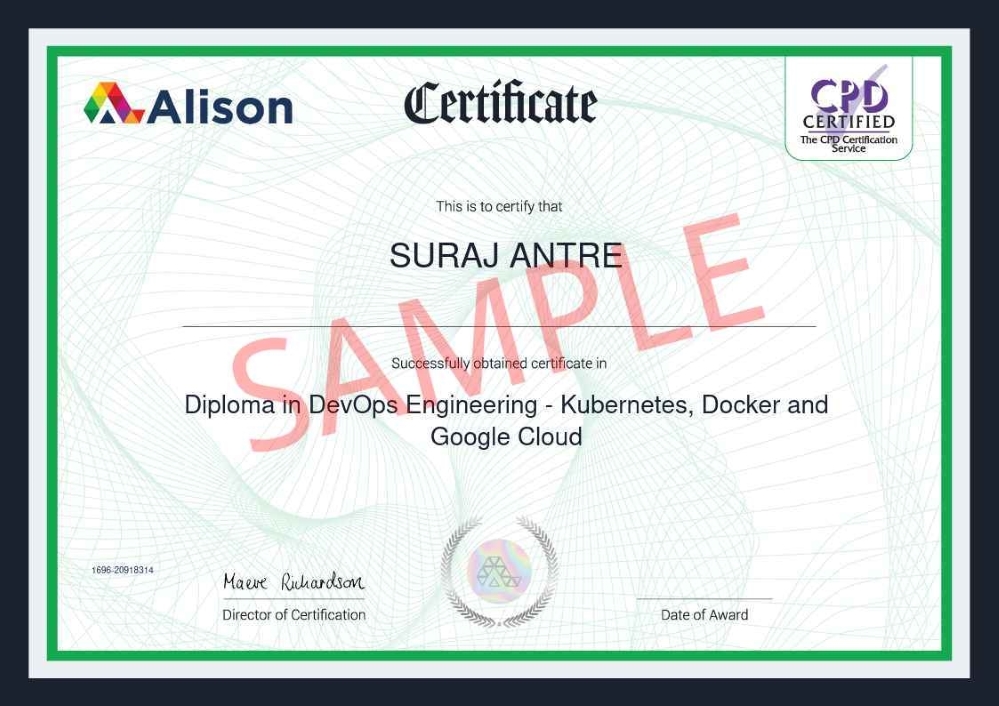 Alison
Certificate
CPD
CERTIFIED
The CPD Certification
Service
This is to certify that
SURAJ ANTRE
SAMPLE
Successfully obtained certificate in
Diploma in DevOps Engineering - Kubernetes, Docker and
Google Cloud
1696-20918314
Maeve Richardson
Director of Certification
Date of Award